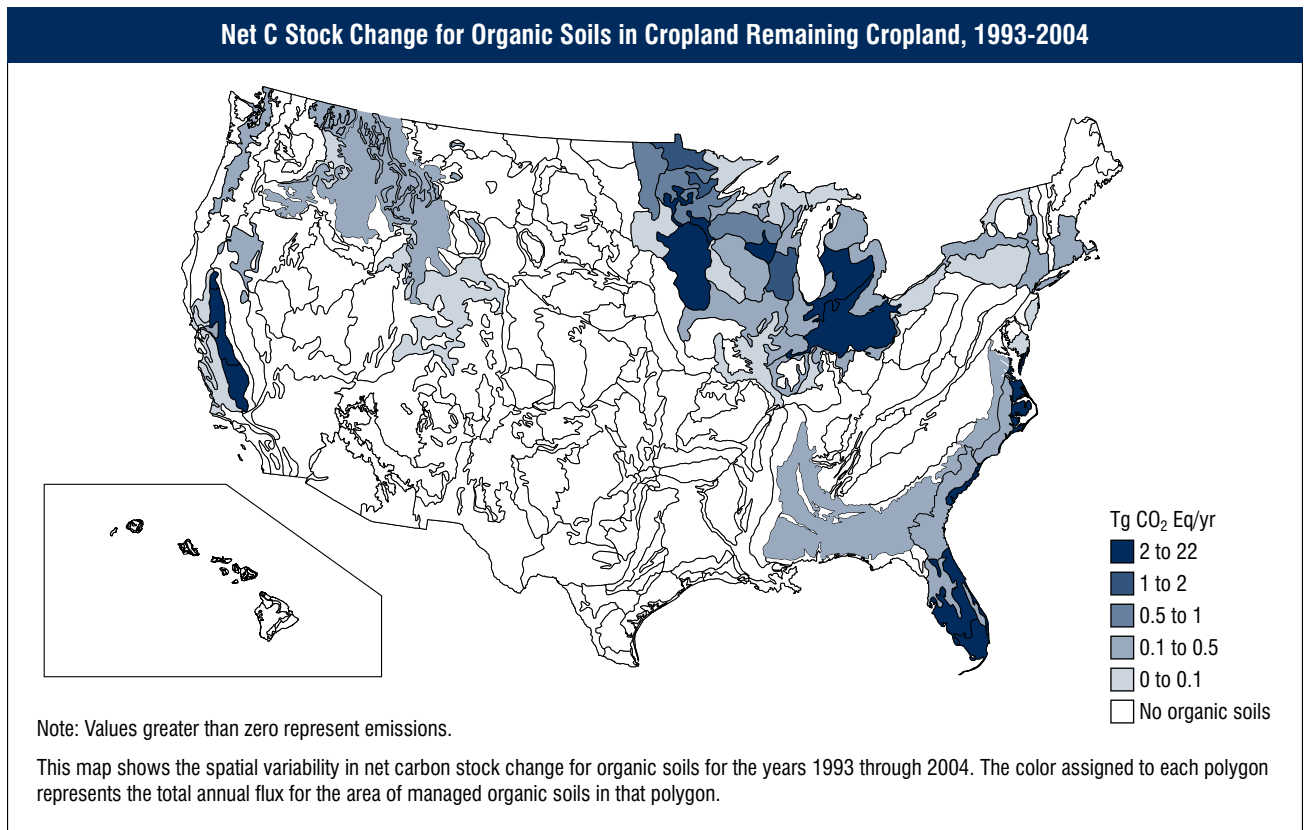 Net C Stock Change for Organic Soils in Cropland Remaining Cropland, 1993-2004
Tg CO₂ Eq/yr
2 to 22
1 to 2
0.5 to 1
0.1 to 0.5
0 to 0.1
No organic soils
Note: Values greater than zero represent emissions.
This map shows the spatial variability in net carbon stock change for organic soils for the years 1993 through 2004. The color assigned to each polygon
represents the total annual flux for the area of managed organic soils in that polygon.